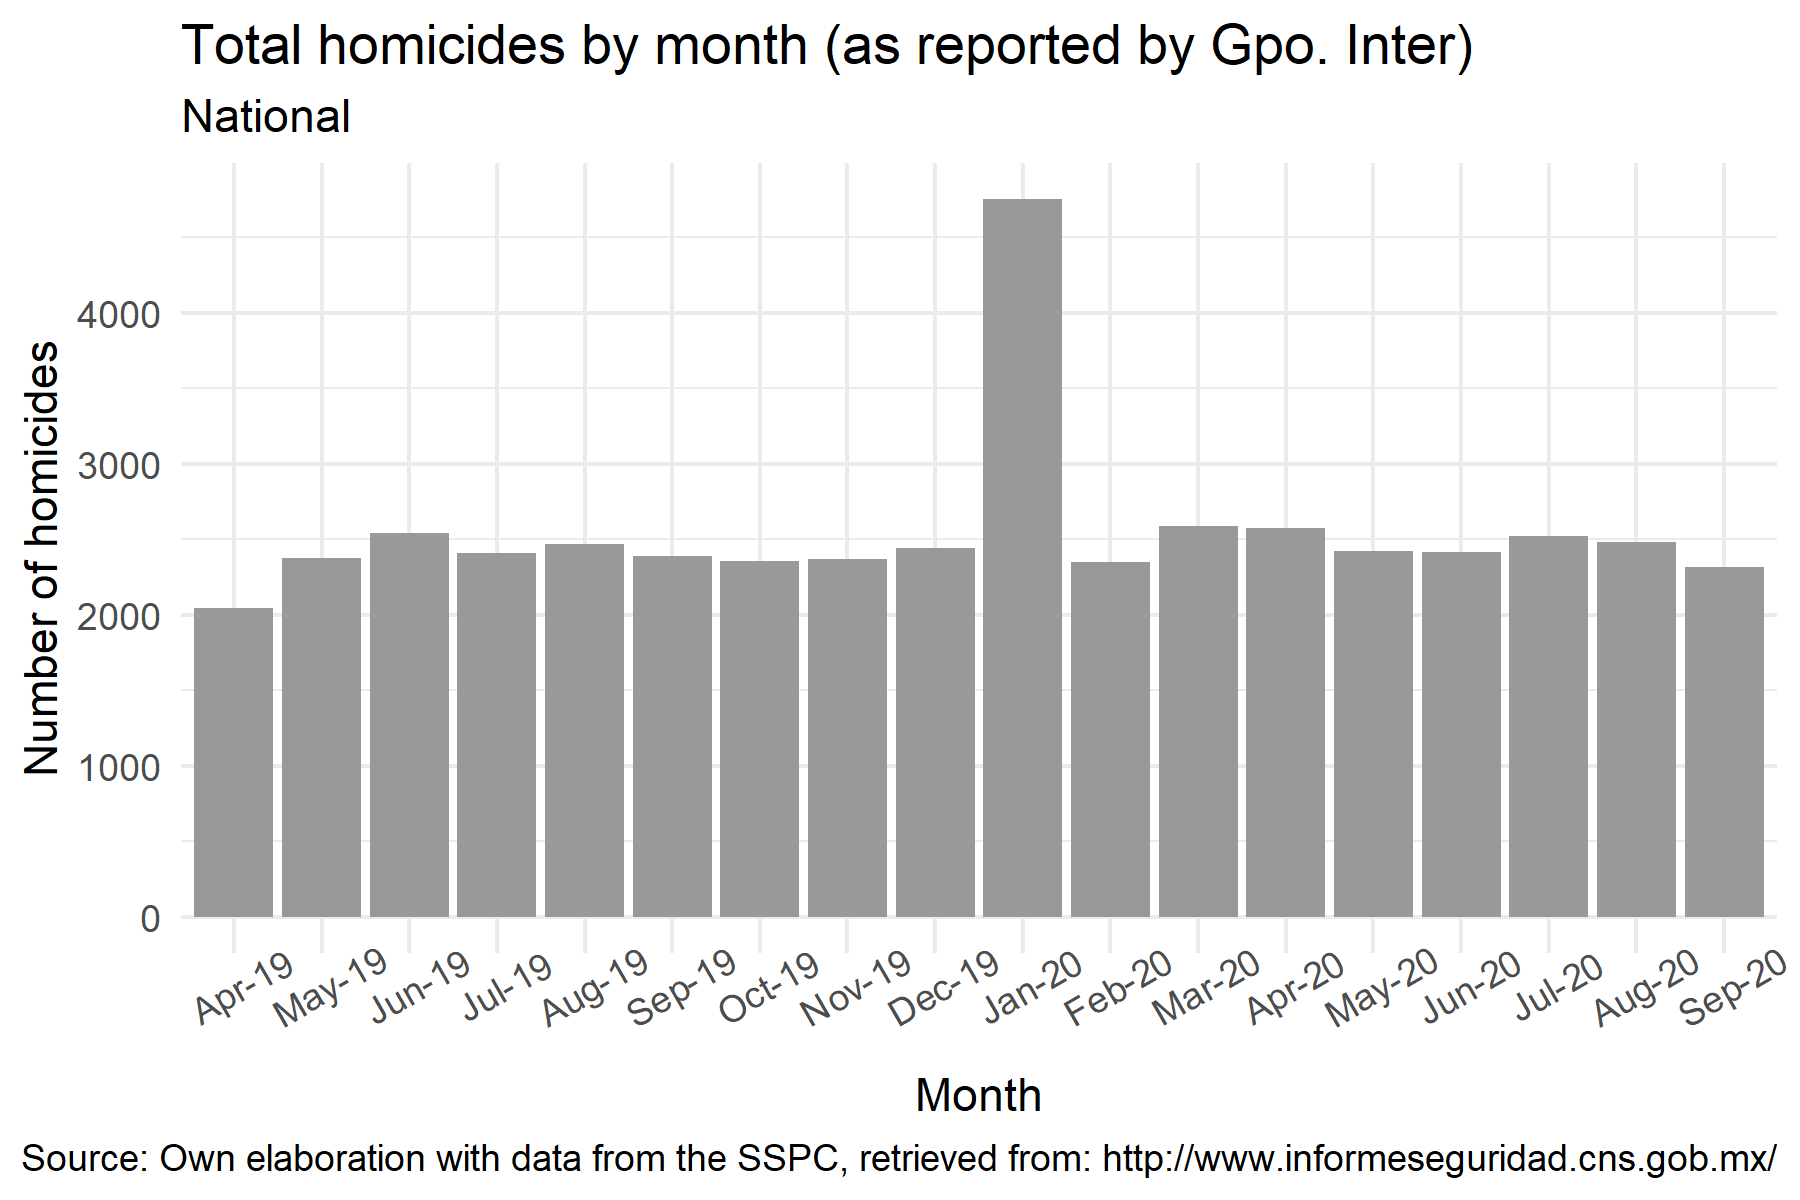 Total homicides by month (as reported by Gpo. Inter)
National
Number of homicides
4000
3000
2000
1000
0
Apr-19 May-19 Jun-19 Jul-19 Aug-19 Sep-19 Oct-19 Nov-19 Dec-19 Jan-20 Feb-20 Mar-20 Apr-20 May-20 Jun-20 Jul-20 Aug-20 Sep-20
Month
Source: Own elaboration with data from the SSPC, retrieved from: http://www.informeseguridad.cns.gob.mx/